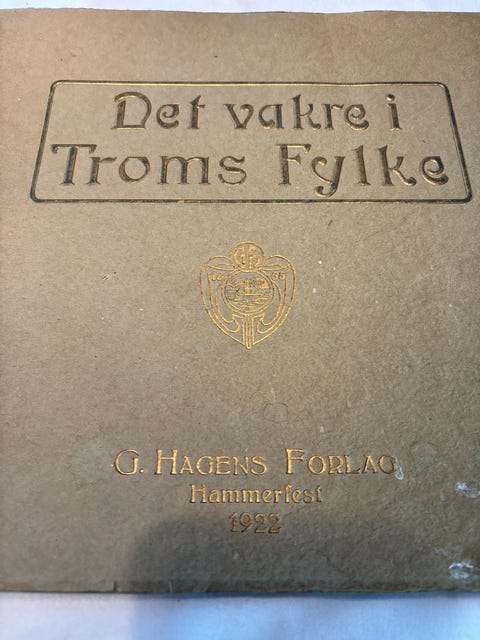 Det vakre i
Troms Fylke
G. HAGENS FORLAG
Hammerfest
1922